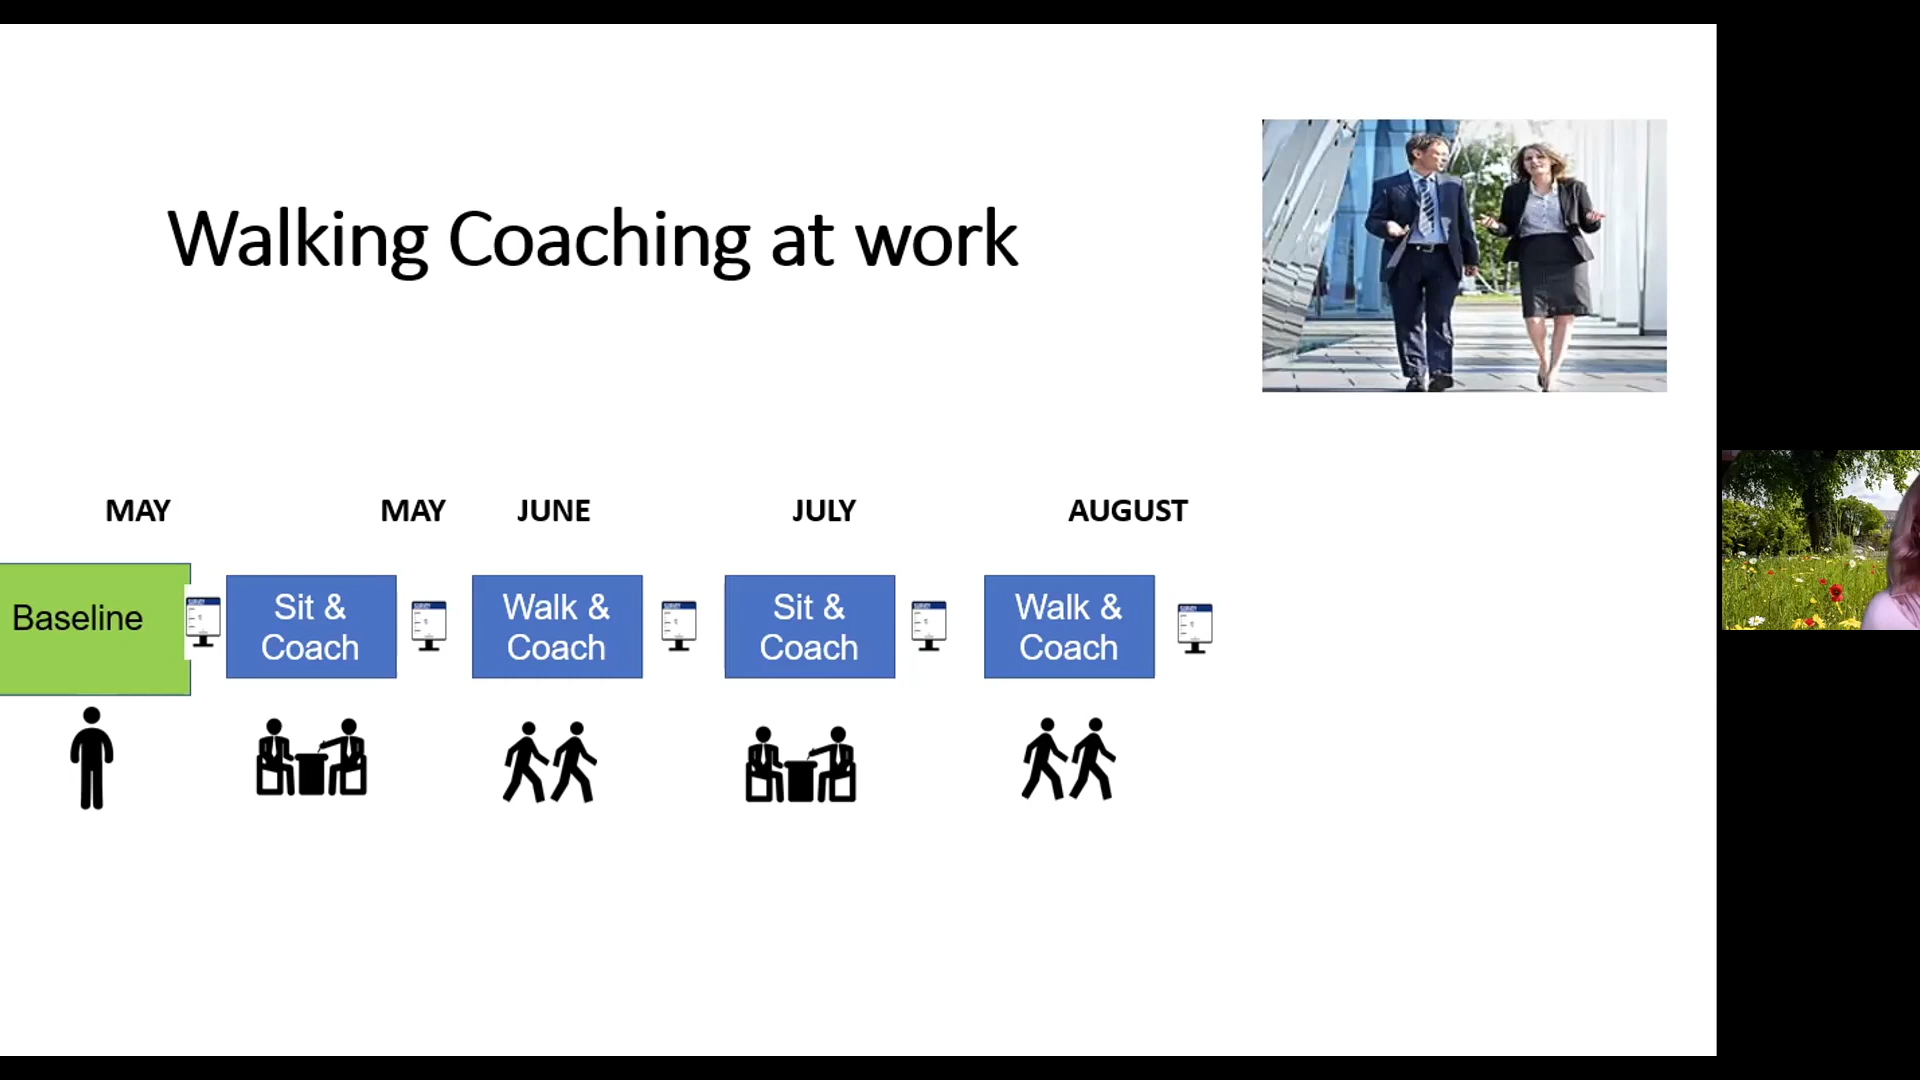 Walking Coaching at work
MAY
MAY
JUNE
JULY
AUGUST
Baseline
Sit &
Coach
Walk &
Coach
Sit &
Coach
Walk &
Coach